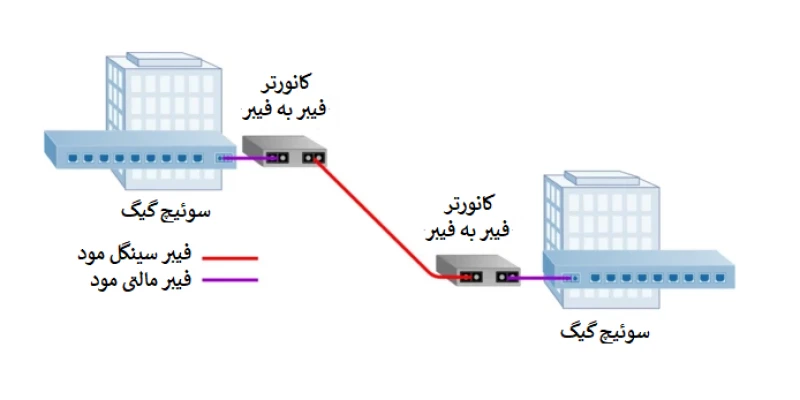 کانورتر
فیبر به فیبر
سوئیچ گیگ
فیبر سینگل مود
فیبر مالتی مود
کانورتر
فیبر به فیبر
سوئیچ گیگ